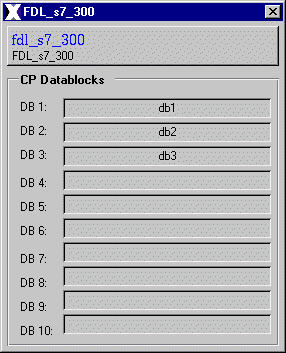 FDL_s7_300
fdl_s7_300
FDL_s7_300
CP Datablocks
DB 1: db1
DB 2: db2
DB 3: db3
DB 4:
DB 5:
DB 6:
DB 7:
DB 8:
DB 9:
DB 10: